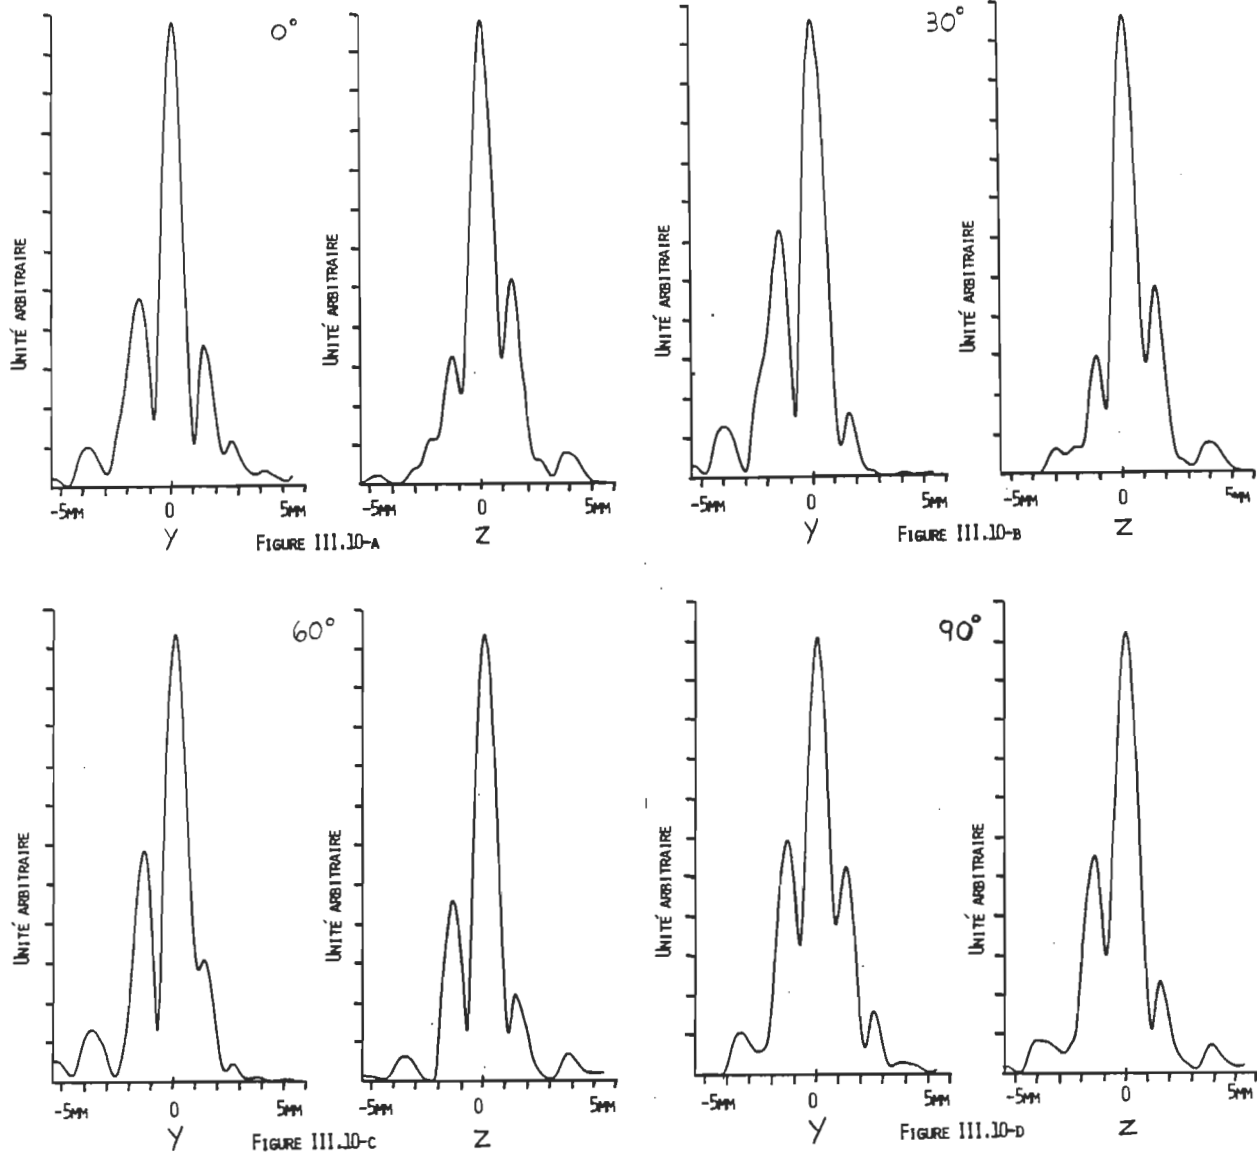 0°
UNITÉ ARBITRAIRE
UNITÉ ARBITRAIRE
-5MM 0 5MM
-5MM 0 5MM
Y
Z
FIGURE III.10-A
30°
UNITÉ ARBITRAIRE
UNITÉ ARBITRAIRE
-5MM 0 5MM
-5MM 0 5MM
Y
Z
FIGURE III.10-B
60°
UNITÉ ARBITRAIRE
UNITÉ ARBITRAIRE
-5MM 0 5MM
-5MM 0 5MM
Y
Z
FIGURE III.10-C
90°
UNITÉ ARBITRAIRE
UNITÉ ARBITRAIRE
-5MM 0 5MM
-5MM 0 5MM
Y
Z
FIGURE III.10-D